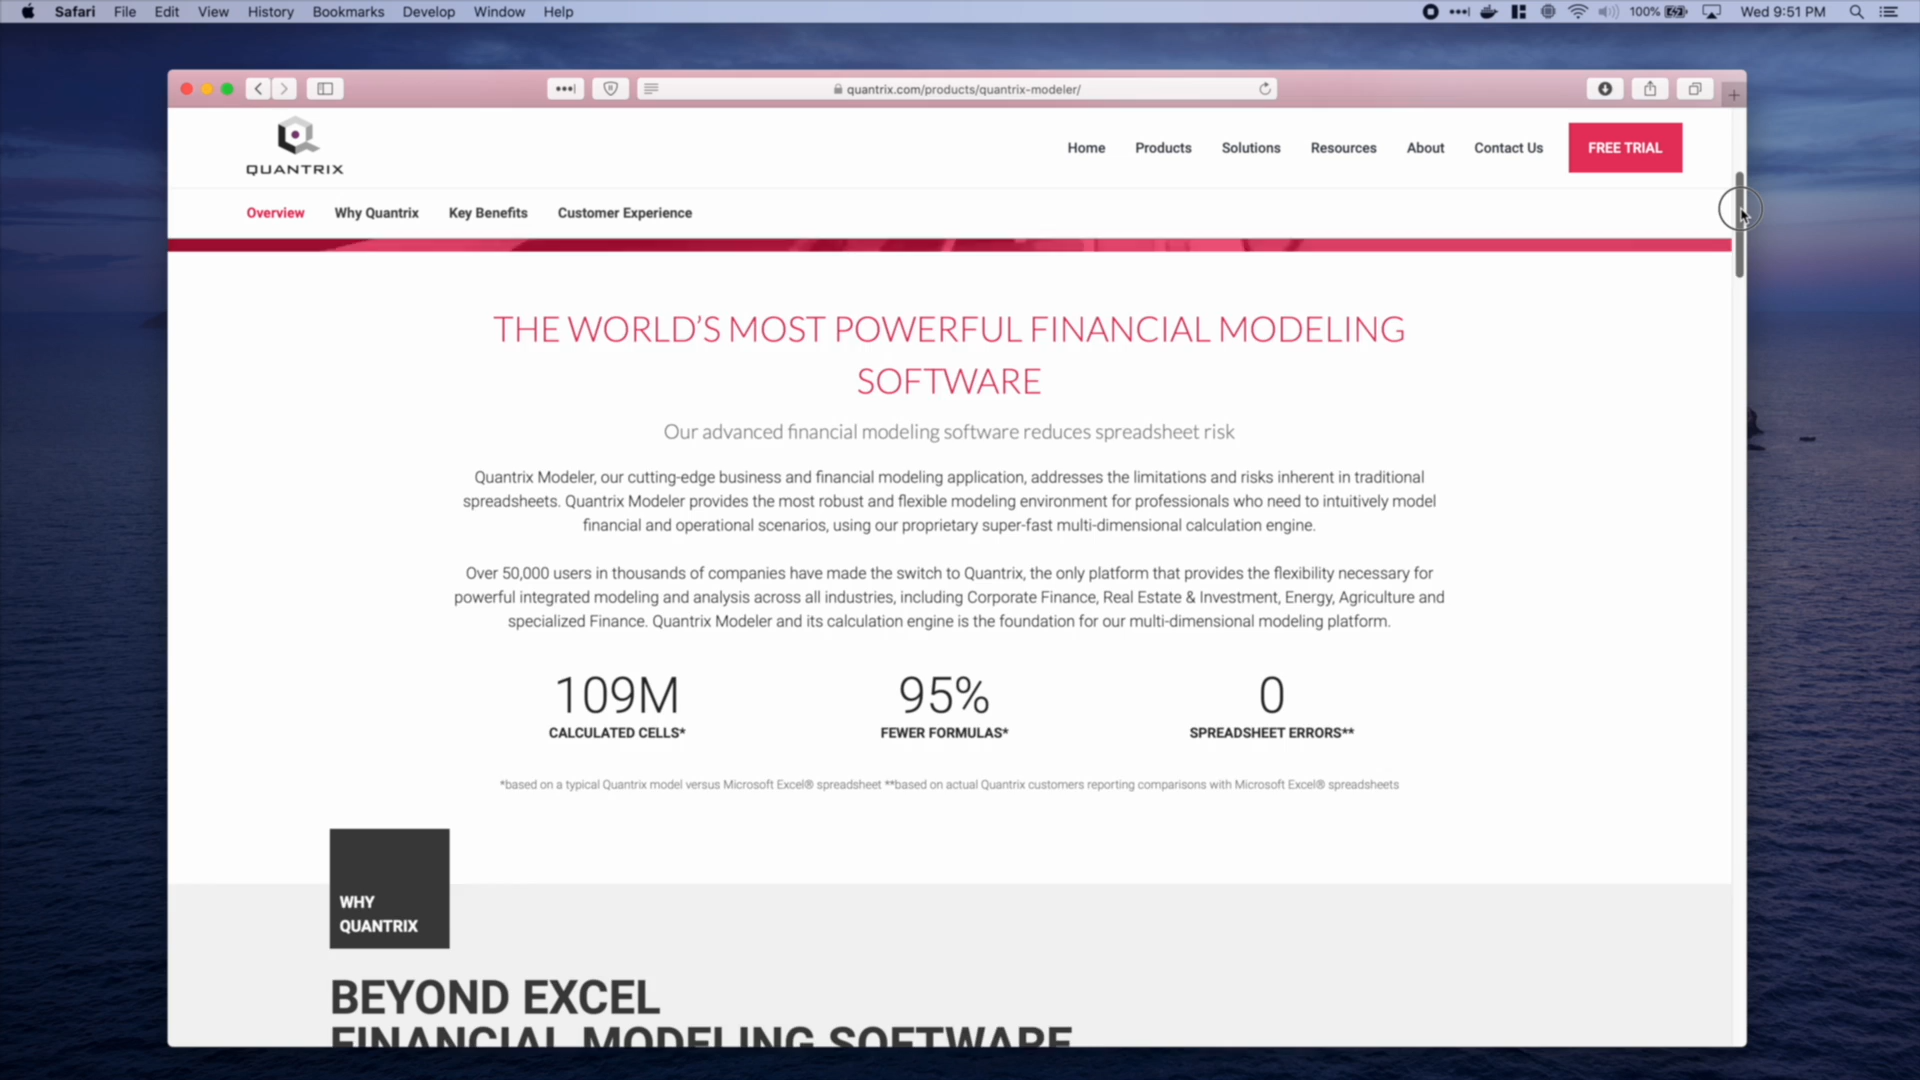 Safari File Edit View History Bookmarks Develop Window Help
100% Wed 9:51 PM
quantrix.com/products/quantrix-modeler/
QUANTRIX
Home Products Solutions Resources About Contact Us FREE TRIAL
Overview Why Quantrix Key Benefits Customer Experience
THE WORLD'S MOST POWERFUL FINANCIAL MODELING
SOFTWARE
Our advanced financial modeling software reduces spreadsheet risk
Quantrix Modeler, our cutting-edge business and financial modeling application, addresses the limitations and risks inherent in traditional
spreadsheets. Quantrix Modeler provides the most robust and flexible modeling environment for professionals who need to intuitively model
financial and operational scenarios, using our proprietary super-fast multi-dimensional calculation engine.
Over 50,000 users in thousands of companies have made the switch to Quantrix, the only platform that provides the flexibility necessary for
powerful integrated modeling and analysis across all industries, including Corporate Finance, Real Estate & Investment, Energy, Agriculture and
specialized Finance. Quantrix Modeler and its calculation engine is the foundation for our multi-dimensional modeling platform.
109M 95% 0
CALCULATED CELLS* FEWER FORMULAS* SPREADSHEET ERRORS**
*based on a typical Quantrix model versus Microsoft Excel® spreadsheet **based on actual Quantrix customers reporting comparisons with Microsoft Excel® spreadsheets
WHY
QUANTRIX
BEYOND EXCEL
FINANCIAL MODELING SOFTWARE